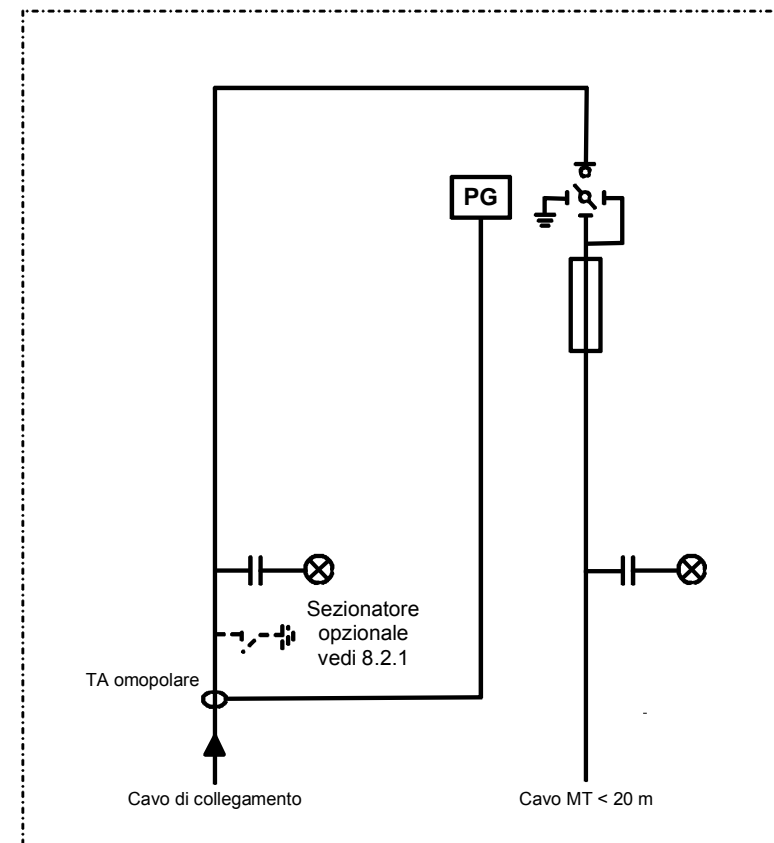 PG
Sezionatore
opzionale
vedi 8.2.1
TA omopolare
Cavo di collegamento
Cavo MT < 20 m